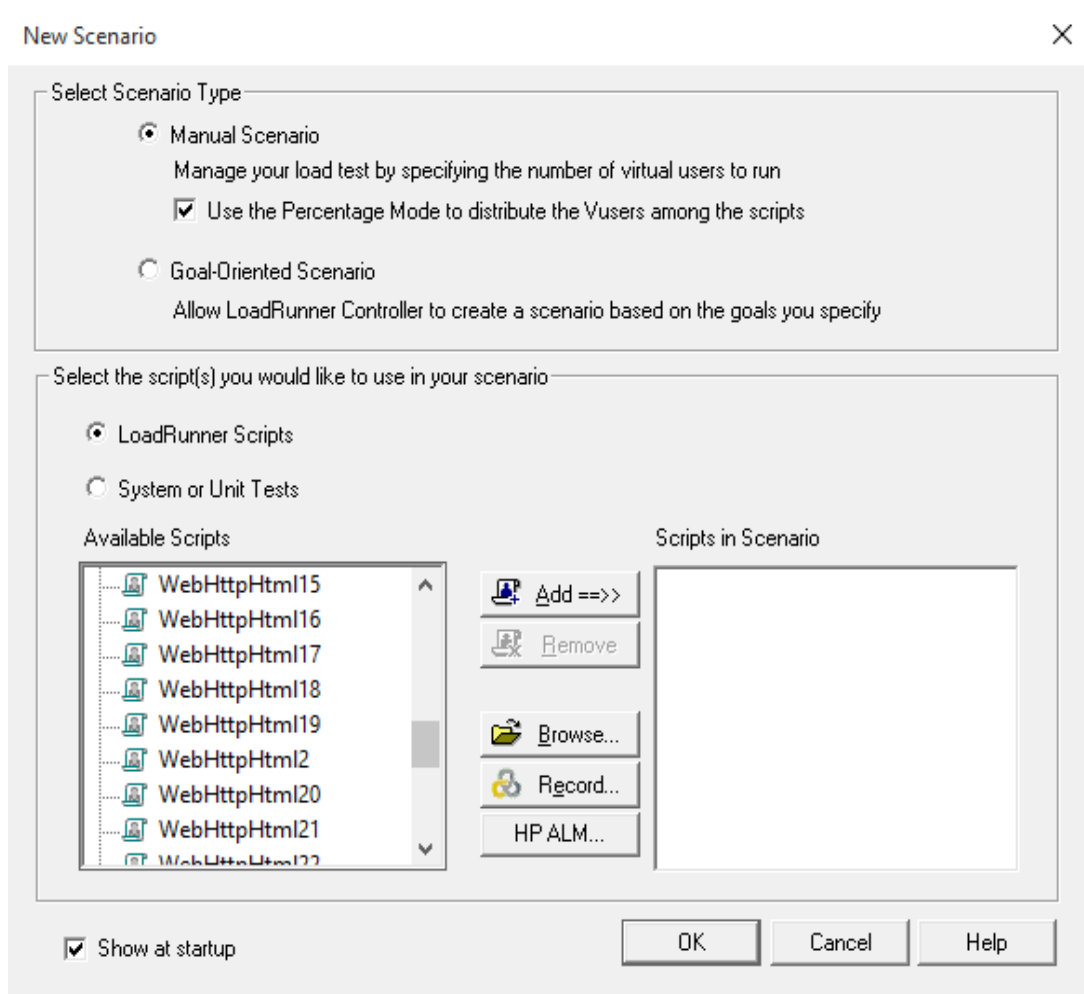 New Scenario
Select Scenario Type
Manual Scenario
Manage your load test by specifying the number of virtual users to run
Use the Percentage Mode to distribute the Vusers among the scripts
Goal-Oriented Scenario
Allow LoadRunner Controller to create a scenario based on the goals you specify
Select the script(s) you would like to use in your scenario
LoadRunner Scripts
System or Unit Tests
Available Scripts
WebHttpHtml15
WebHttpHtml16
WebHttpHtml17
WebHttpHtml18
WebHttpHtml19
WebHttpHtml2
WebHttpHtml20
WebHttpHtml21
WebHttpHtml22
Add ==>>
Remove
Browse...
Record...
HP ALM...
Scripts in Scenario
Show at startup
OK
Cancel
Help